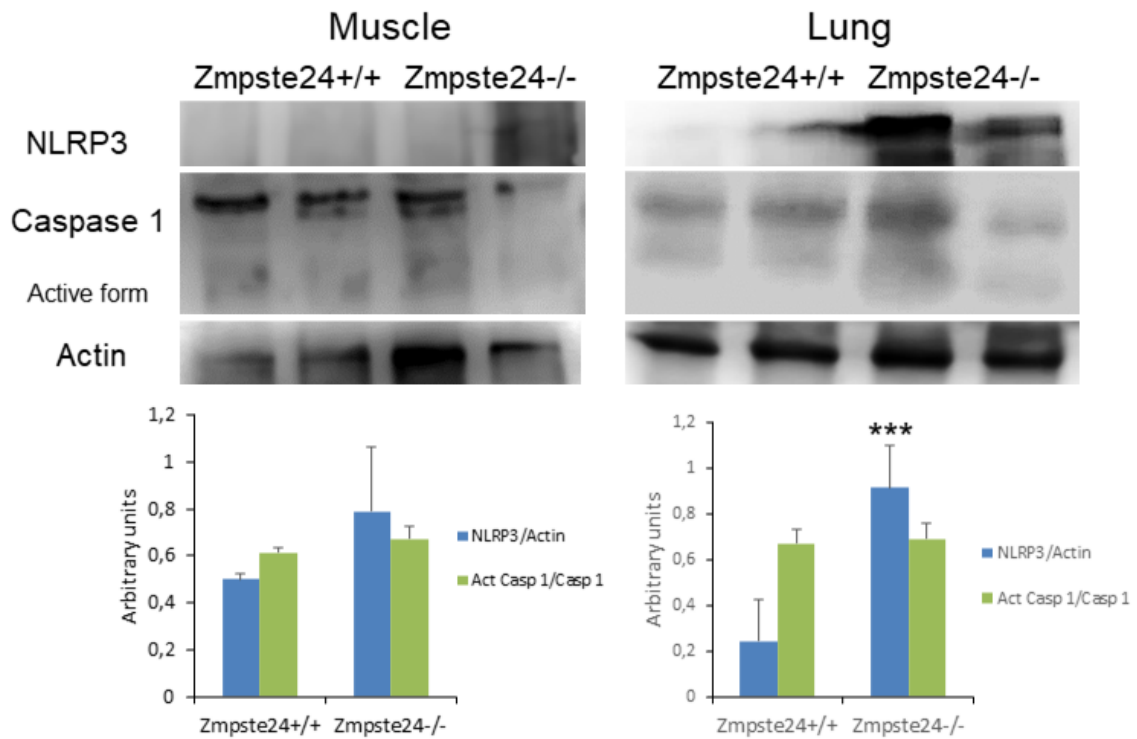 Muscle
Lung
Zmpste24+/+ Zmpste24-/-
Zmpste24+/+ Zmpste24-/-
NLRP3
Caspase 1
Active form
Actin
1,2
1
0,8
0,6
0,4
0,2
0
Arbitrary units
Zmpste24+/+ Zmpste24-/-
NLRP3/Actin
Act Casp 1/Casp 1
***
1,2
1
0,8
0,6
0,4
0,2
0
Arbitrary units
Zmpste24+/+ Zmpste24-/-
NLRP3/Actin
Act Casp 1/Casp 1